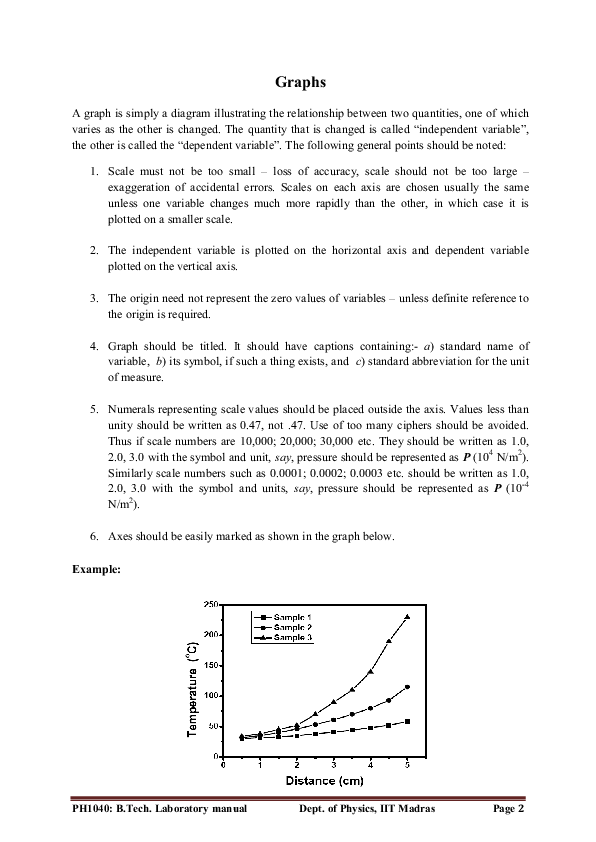 Graphs
A graph is simply a diagram illustrating the relationship between two quantities, one of which
varies as the other is changed. The quantity that is changed is called “independent variable”,
the other is called the “dependent variable”. The following general points should be noted:
1. Scale must not be too small – loss of accuracy, scale should not be too large –
exaggeration of accidental errors. Scales on each axis are chosen usually the same
unless one variable changes much more rapidly than the other, in which case it is
plotted on a smaller scale.
2. The independent variable is plotted on the horizontal axis and dependent variable
plotted on the vertical axis.
3. The origin need not represent the zero values of variables – unless definite reference to
the origin is required.
4. Graph should be titled. It should have captions containing:- a) standard name of
variable, b) its symbol, if such a thing exists, and c) standard abbreviation for the unit
of measure.
5. Numerals representing scale values should be placed outside the axis. Values less than
unity should be written as 0.47, not .47. Use of too many ciphers should be avoided.
Thus if scale numbers are 10,000; 20,000; 30,000 etc. They should be written as 1.0,
2.0, 3.0 with the symbol and unit, say, pressure should be represented as P (10⁴ N/m²).
Similarly scale numbers such as 0.0001; 0.0002; 0.0003 etc. should be written as 1.0,
2.0, 3.0 with the symbol and units, say, pressure should be represented as P (10⁻⁴
N/m²).
6. Axes should be easily marked as shown in the graph below.
Example:
250
200
150
100
50
0
Temperature (°C)
Sample 1
Sample 2
Sample 3
0 1 2 3 4 5
Distance (cm)
PH1040: B.Tech. Laboratory manual Dept. of Physics, IIT Madras Page 2